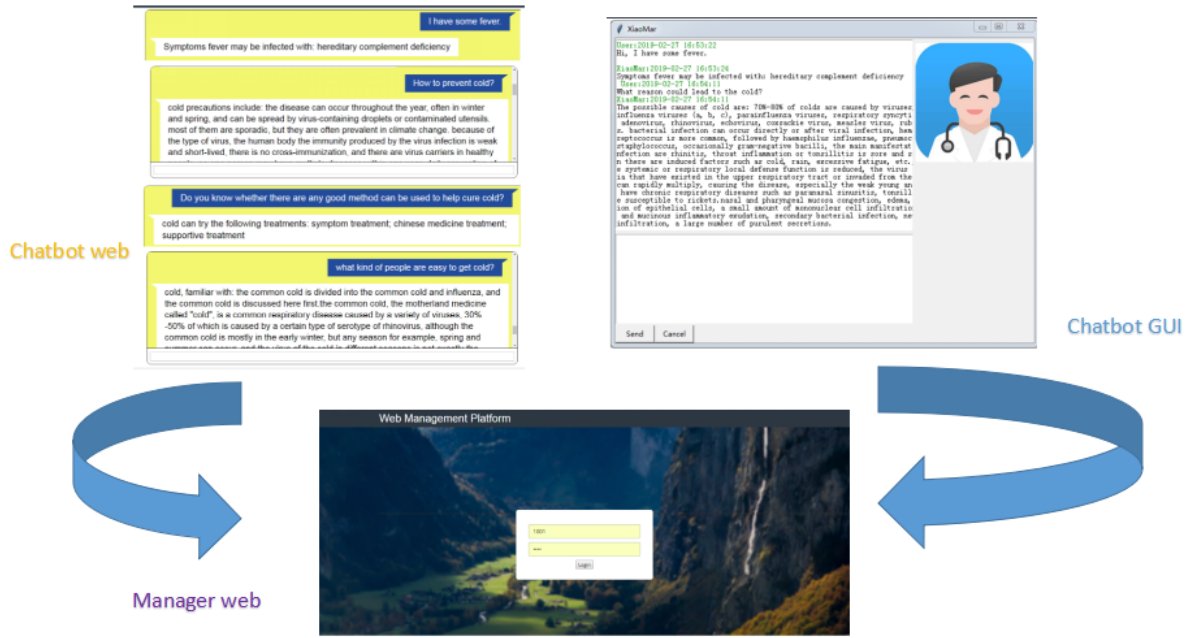 I have some fever.
Symptoms fever may be infected with: hereditary complement deficiency
How to prevent cold?
cold precautions include: the disease can occur throughout the year, often in winter
and spring, and can be spread by virus-containing droplets or contaminated utensils.
most of them are sporadic, but they are often prevalent in climate change. because of
the type of virus, the human body the immunity produced by the virus infection is weak
and short-lived, there is no cross-immunization, and there are virus carriers in healthy
Do you know whether there are any good method can be used to help cure cold?
cold can try the following treatments: symptom treatment; chinese medicine treatment;
supportive treatment
what kind of people are easy to get cold?
cold, familiar with: the common cold is divided into the common cold and influenza, and
the common cold is discussed here first.the common cold, the motherland medicine
called "cold", is a common respiratory disease caused by a variety of viruses, 30%
-50% of which is caused by a certain type of serotype of rhinovirus, although the
common cold is mostly in the early winter, but any season for example, spring and
Chatbot web
XiaoMar
User:2019-02-27 16:53:22
Hi, I have some fever.
XiaoMar:2019-02-27 16:53:24
Symptoms fever may be infected with: hereditary complement deficiency
User:2019-02-27 16:54:11
What reason could lead to the cold?
XiaoMar:2019-02-27 16:54:11
The possible causes of cold are: 70%-80% of colds are caused by viruses
influenza viruses (a, b, c), parainfluenza viruses, respiratory syncyti
adenovirus, rhinovirus, echovirus, coxsackie virus, measles virus, rub
s. bacterial infection can occur directly or after viral infection, hem
reptococcus is more common, followed by haemophilus influenzae, pneumoc
staphylococcus, occasionally gram-negative bacilli, the main manifestat
nfection are rhinitis, throat inflammation or tonsillitis is sore and s
n there are induced factors such as cold, rain, excessive fatigue, etc.
e systemic or respiratory local defense function is reduced, the virus
ia that have existed in the upper respiratory tract or invaded from the
can rapidly multiply, causing the disease, especially the weak young an
have chronic respiratory diseases such as paranasal sinusitis, tonsill
e susceptible to rickets.nasal and pharyngeal mucosa congestion, edema,
ion of epithelial cells, a small amount of mononuclear cell infiltratio
and mucinous inflammatory exudation, secondary bacterial infection, ne
infiltration, a large number of purulent secretions.
Send Cancel
Chatbot GUI
Web Management Platform
Login
Manager web